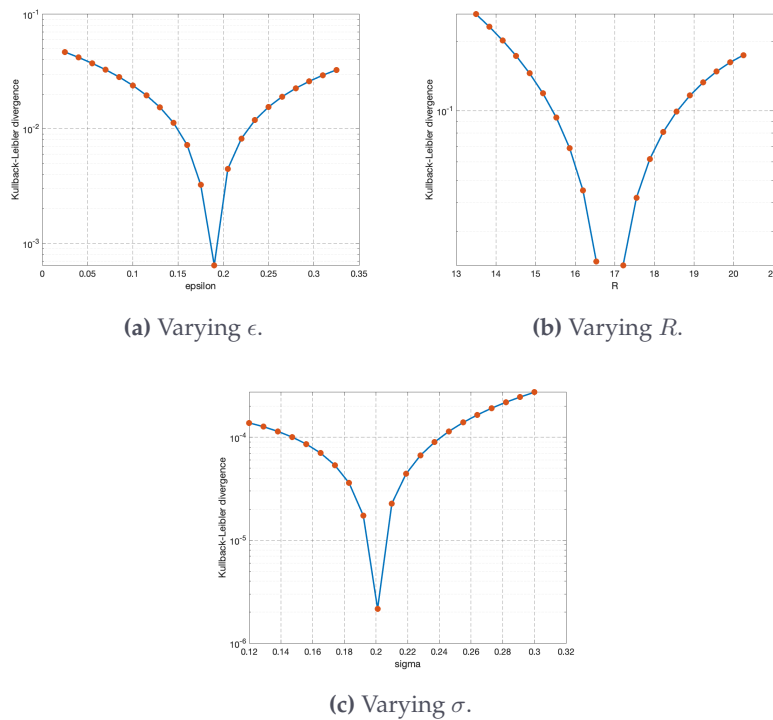 10^-1
10^-2
10^-3
Kullback-Leibler divergence
0 0.05 0.1 0.15 0.2 0.25 0.3 0.35
epsilon
(a) Varying ϵ.
10^-1
Kullback-Leibler divergence
13 14 15 16 17 18 19 20
R
(b) Varying R.
10^-4
10^-5
10^-6
Kullback-Leibler divergence
0.12 0.14 0.16 0.18 0.2 0.22 0.24 0.26 0.28 0.3 0.32
sigma
(c) Varying σ.